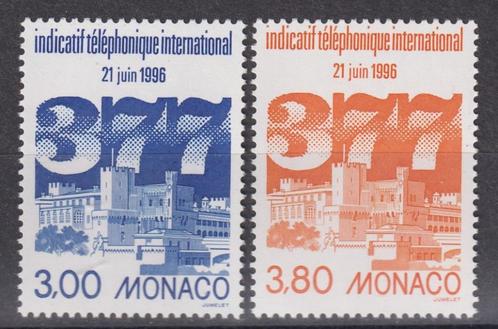 indicatif téléphonique international
21 juin 1996
377
3.00 MONACO
JUMELET
indicatif téléphonique international
21 juin 1996
377
3,80 MONACO
JUMELET